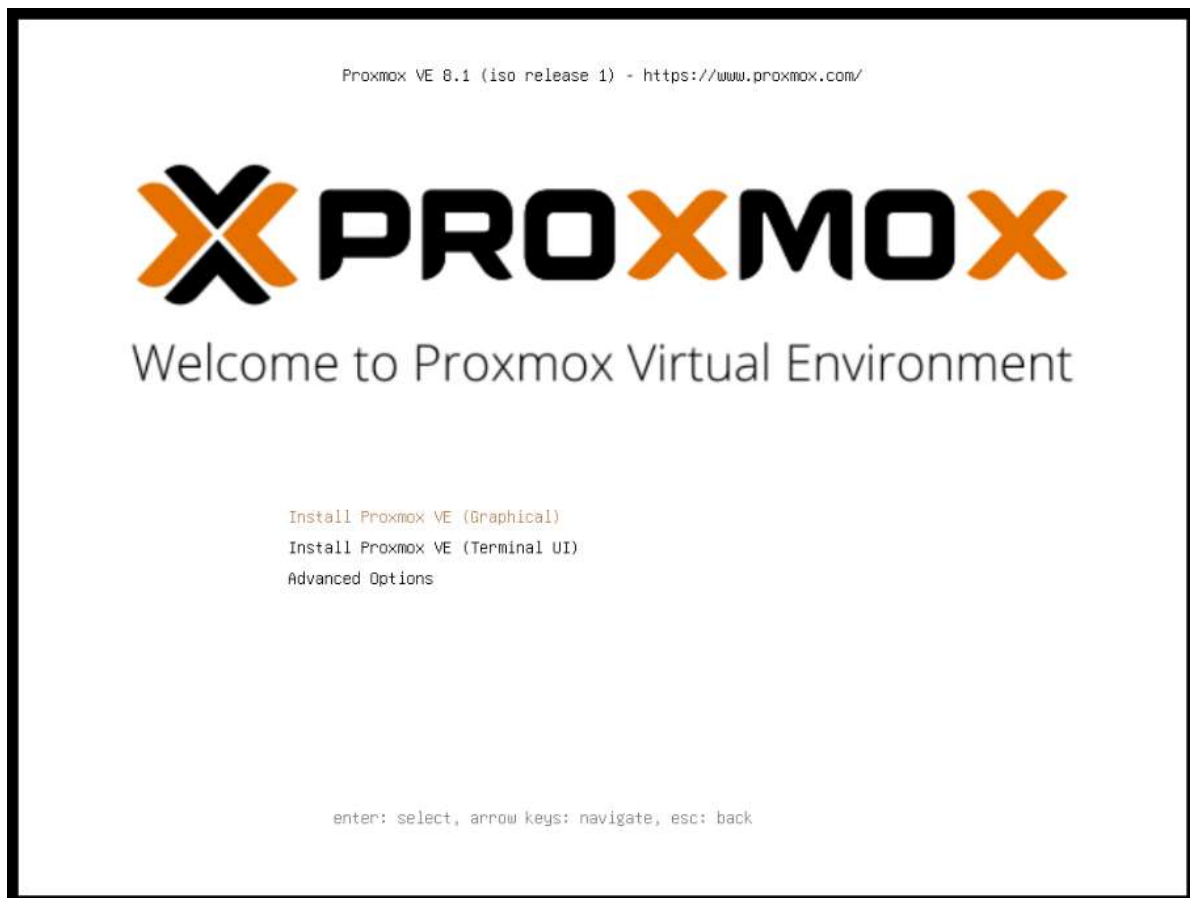 Proxmox VE 8.1 (iso release 1) - https://www.proxmox.com/
PROXMOX
Welcome to Proxmox Virtual Environment
Install Proxmox VE (Graphical)
Install Proxmox VE (Terminal UI)
Advanced Options
enter: select, arrow keys: navigate, esc: back